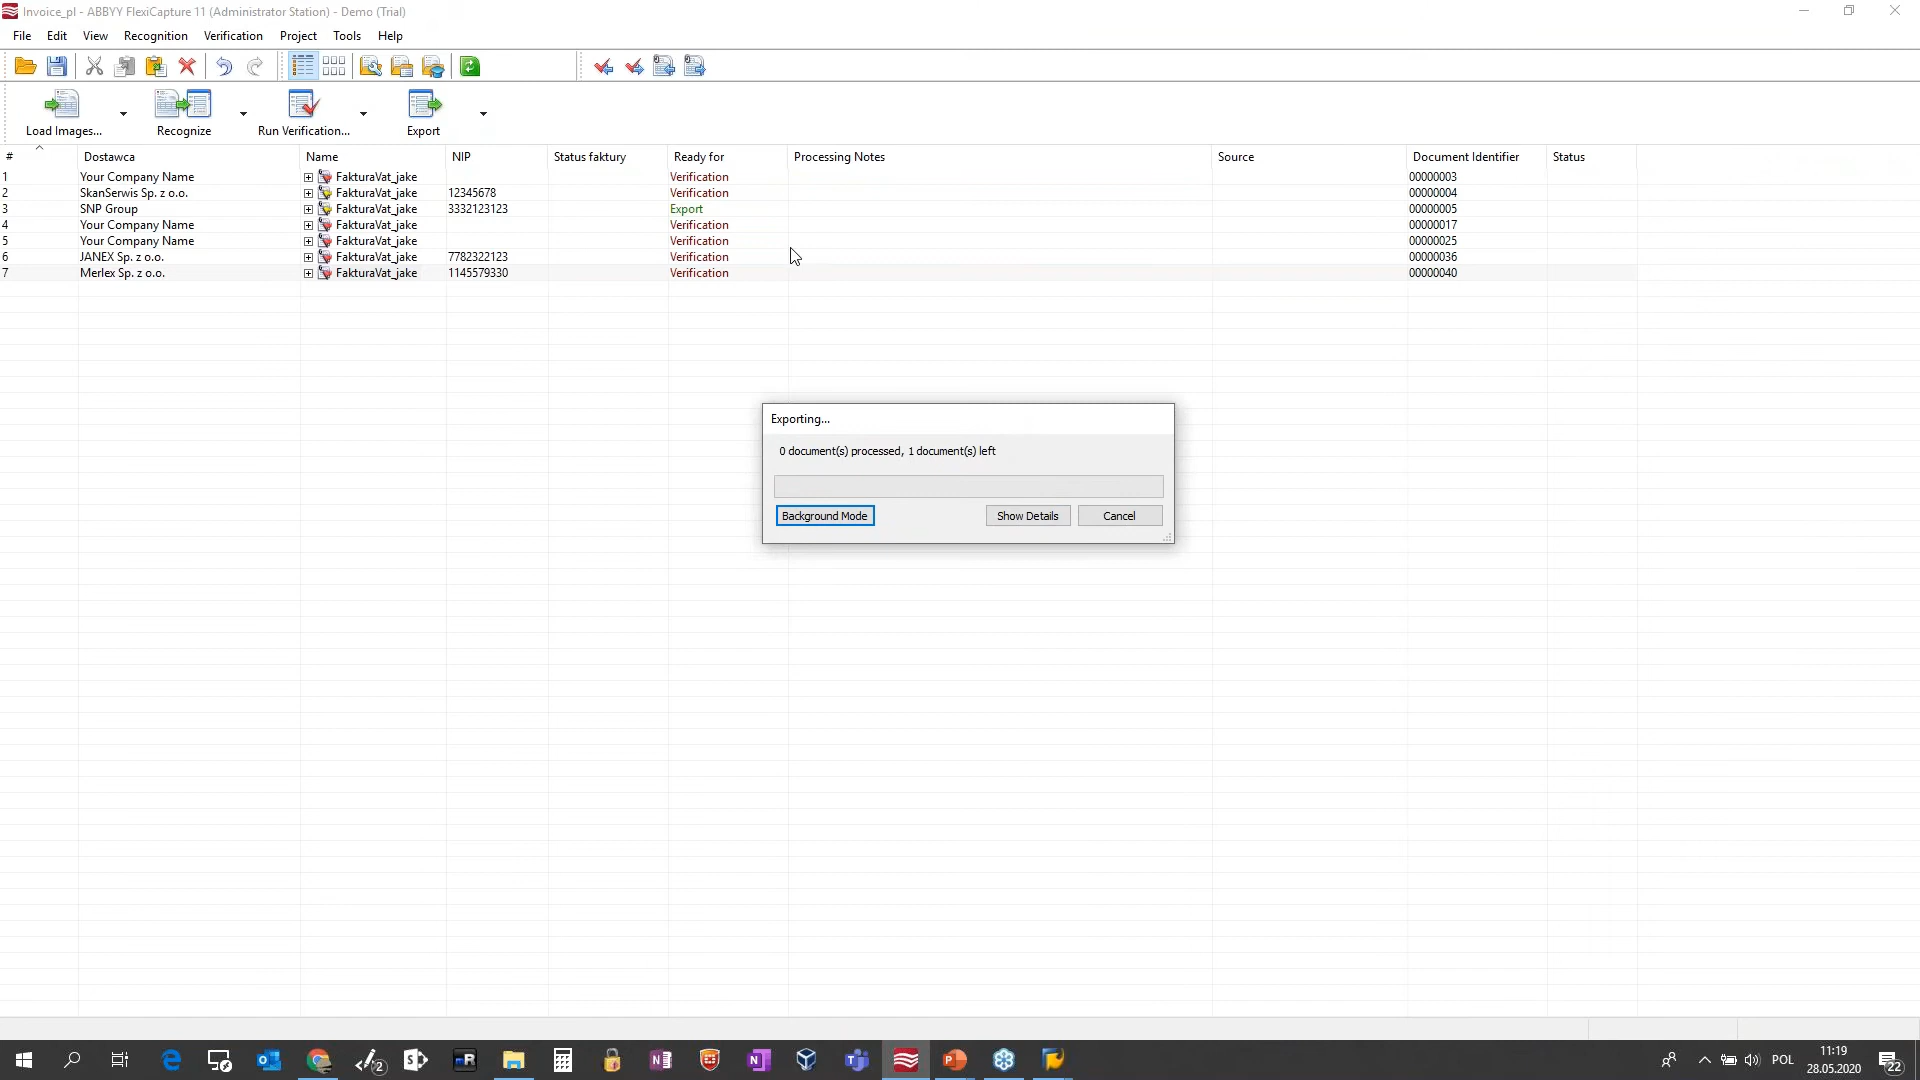 Invoice_pl - ABBYY FlexiCapture 11 (Administrator Station) - Demo (Trial)
File Edit View Recognition Verification Project Tools Help
Load Images... Recognize Run Verification... Export
# Dostawca Name NIP Status faktury Ready for Processing Notes Source Document Identifier Status
1 Your Company Name FakturaVat_jake Verification 00000003
2 SkanSerwis Sp. z o.o. FakturaVat_jake 12345678 Verification 00000004
3 SNP Group FakturaVat_jake 3332123123 Export 00000005
4 Your Company Name FakturaVat_jake Verification 00000017
5 Your Company Name FakturaVat_jake Verification 00000025
6 JANEX Sp. z o.o. FakturaVat_jake 7782322123 Verification 00000036
7 Merlex Sp. z o.o. FakturaVat_jake 1145579330 Verification 00000040
Exporting...
0 document(s) processed, 1 document(s) left
Background Mode Show Details Cancel
POL 11:19
28.05.2020
22